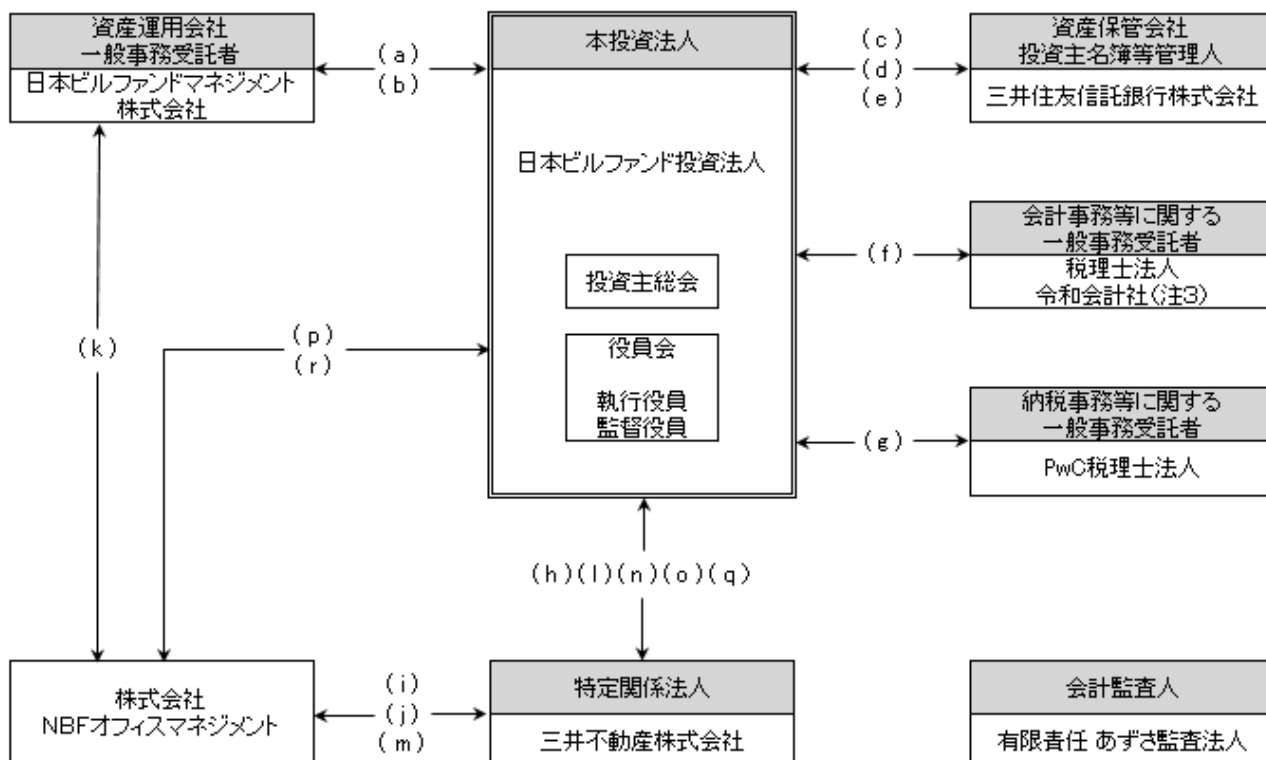 資産運用会社
一般事務受託者
日本ビルファンドマネジメント
株式会社
(a)
(b)
本投資法人
日本ビルファンド投資法人
投資主総会
役員会
執行役員
監督役員
(c)
(d)
(e)
資産保管会社
投資主名簿等管理人
三井住友信託銀行株式会社
(f)
会計事務等に関する
一般事務受託者
税理士法人
令和会計社(注3)
(k)
(p)
(r)
(g)
納税事務等に関する
一般事務受託者
PwC税理士法人
(h)(l)(n)(o)(q)
株式会社
NBFオフィスマネジメント
(i)
(j)
(m)
特定関係法人
三井不動産株式会社
会計監査人
有限責任 あずさ監査法人